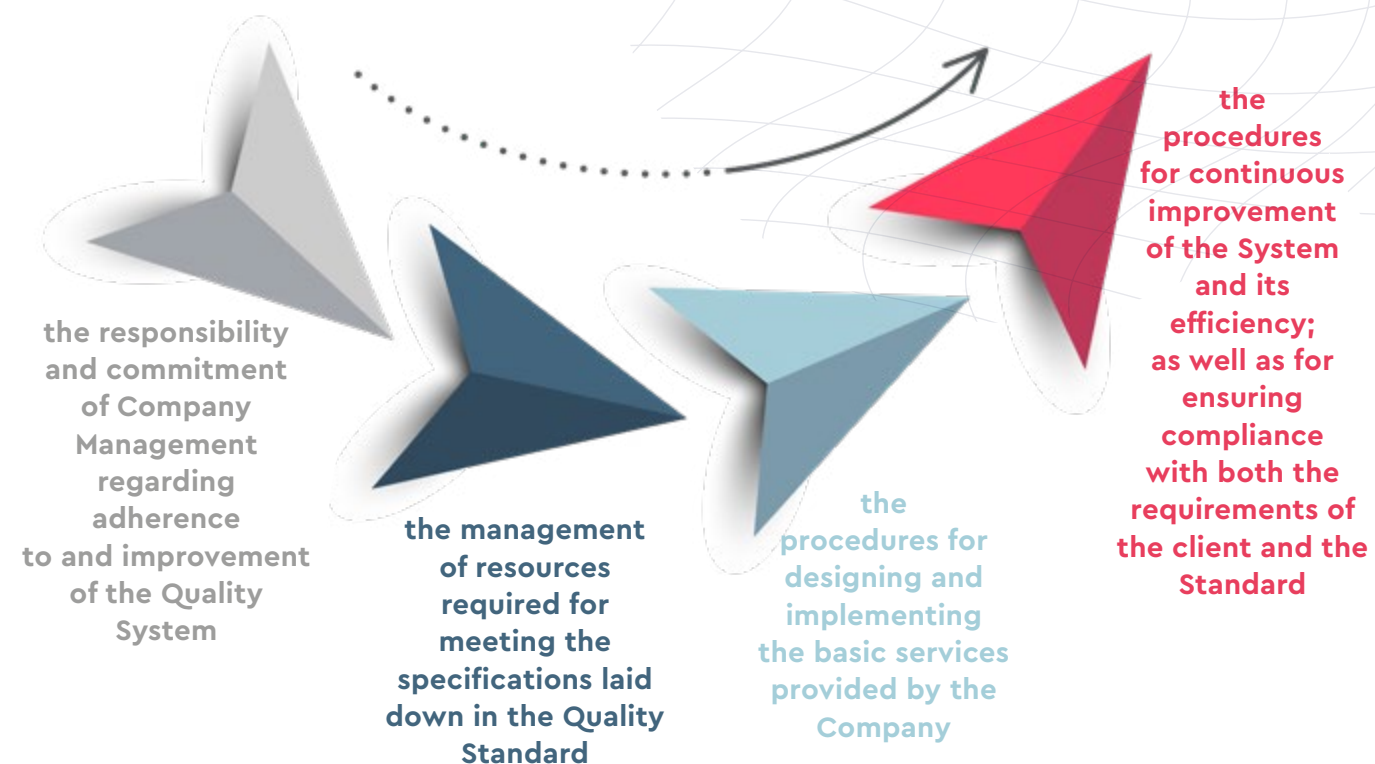 the responsibility
and commitment
of Company
Management
regarding
adherence
to and improvement
of the Quality
System
the management
of resources
required for
meeting the
specifications laid
down in the Quality
Standard
the
procedures for
designing and
implementing
the basic services
provided by the
Company
the
procedures
for continuous
improvement
of the System
and its
efficiency;
as well as for
ensuring
compliance
with both the
requirements of
the client and the
Standard